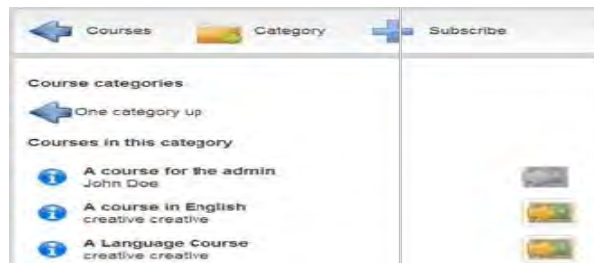 Courses Category Subscribe
Course categories
One category up
Courses in this category
A course for the admin
John Doe
A course in English
creative creative
A Language Course
creative creative